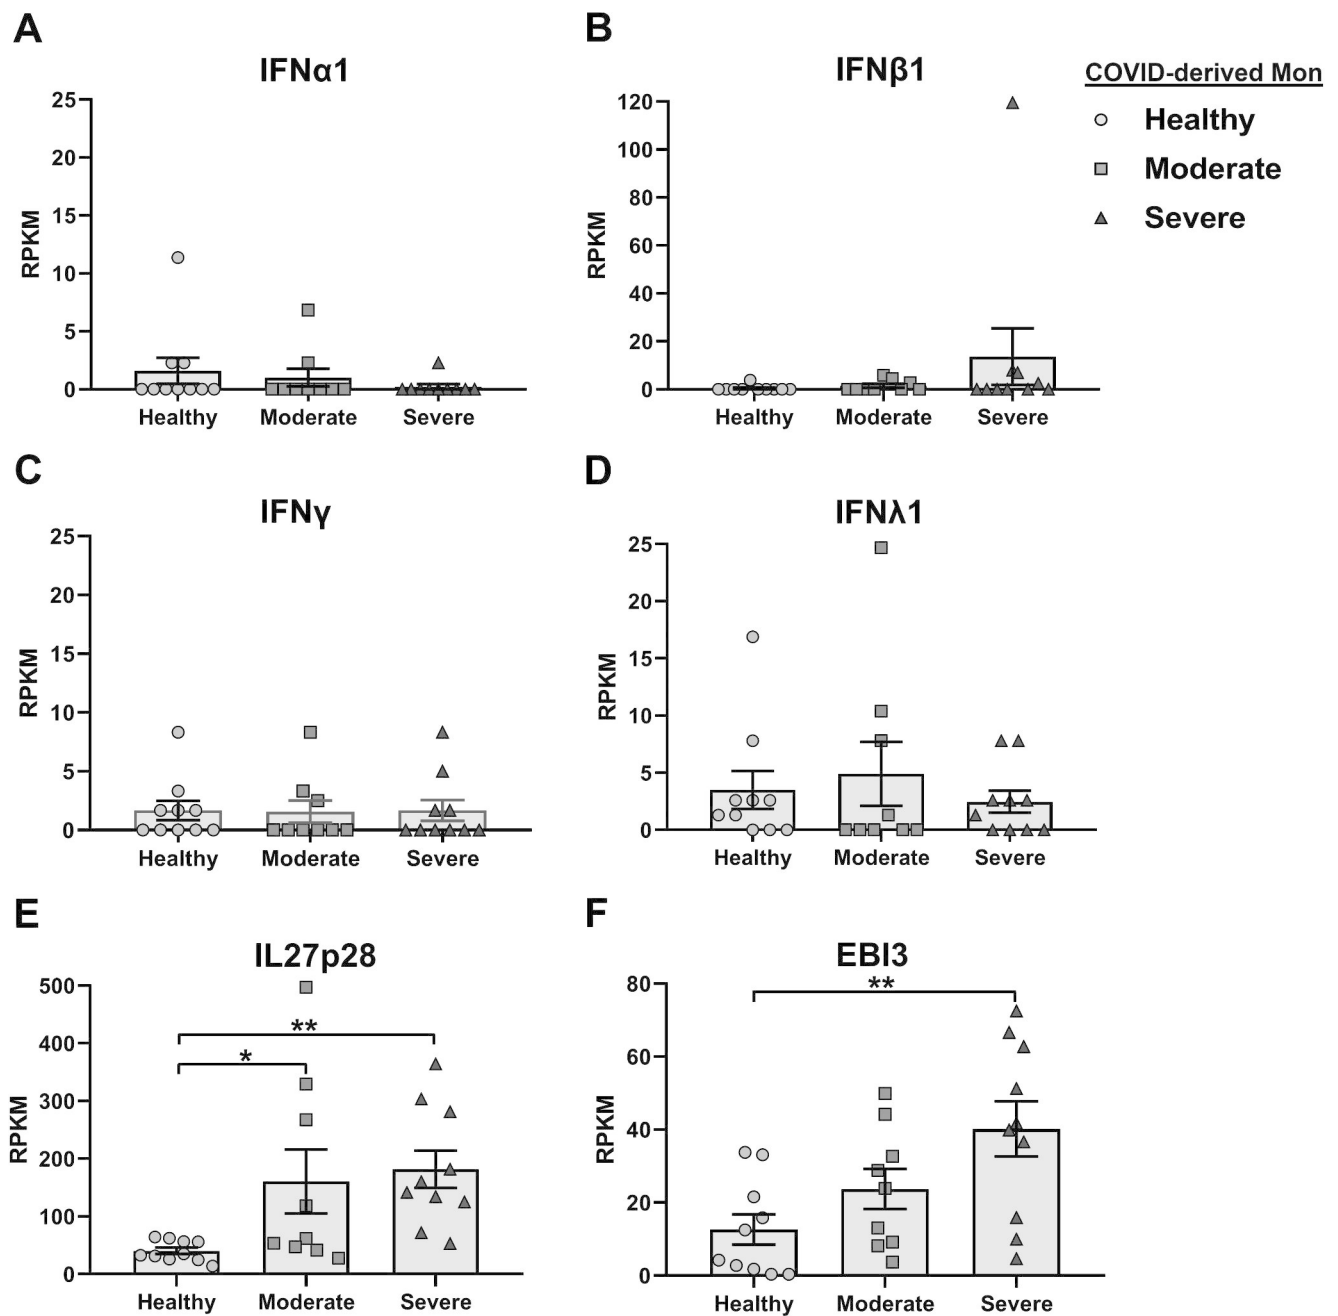 A
B
IFNα1
IFNβ1
COVID-derived Mon
Healthy
Moderate
Severe
25
20
15
10
5
0
RPKM
Healthy
Moderate
Severe
120
100
80
60
40
20
0
RPKM
Healthy
Moderate
Severe
C
D
IFNγ
IFNλ1
25
20
15
10
5
0
RPKM
Healthy
Moderate
Severe
25
20
15
10
5
0
RPKM
Healthy
Moderate
Severe
E
F
IL27p28
EBI3
500
400
300
200
100
0
RPKM
**
*
Healthy
Moderate
Severe
80
60
40
20
0
RPKM
**
Healthy
Moderate
Severe